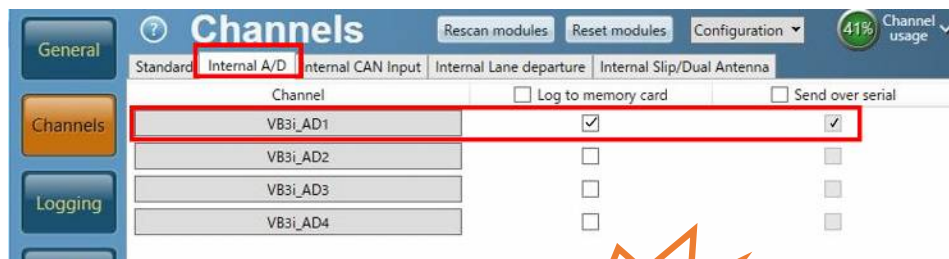 General
Channels
Logging
? Channels Rescan modules Reset modules Configuration 41% Channel usage
Standard Internal A/D Internal CAN Input Internal Lane departure Internal Slip/Dual Antenna
Channel Log to memory card Send over serial
VB3i_AD1
VB3i_AD2
VB3i_AD3
VB3i_AD4